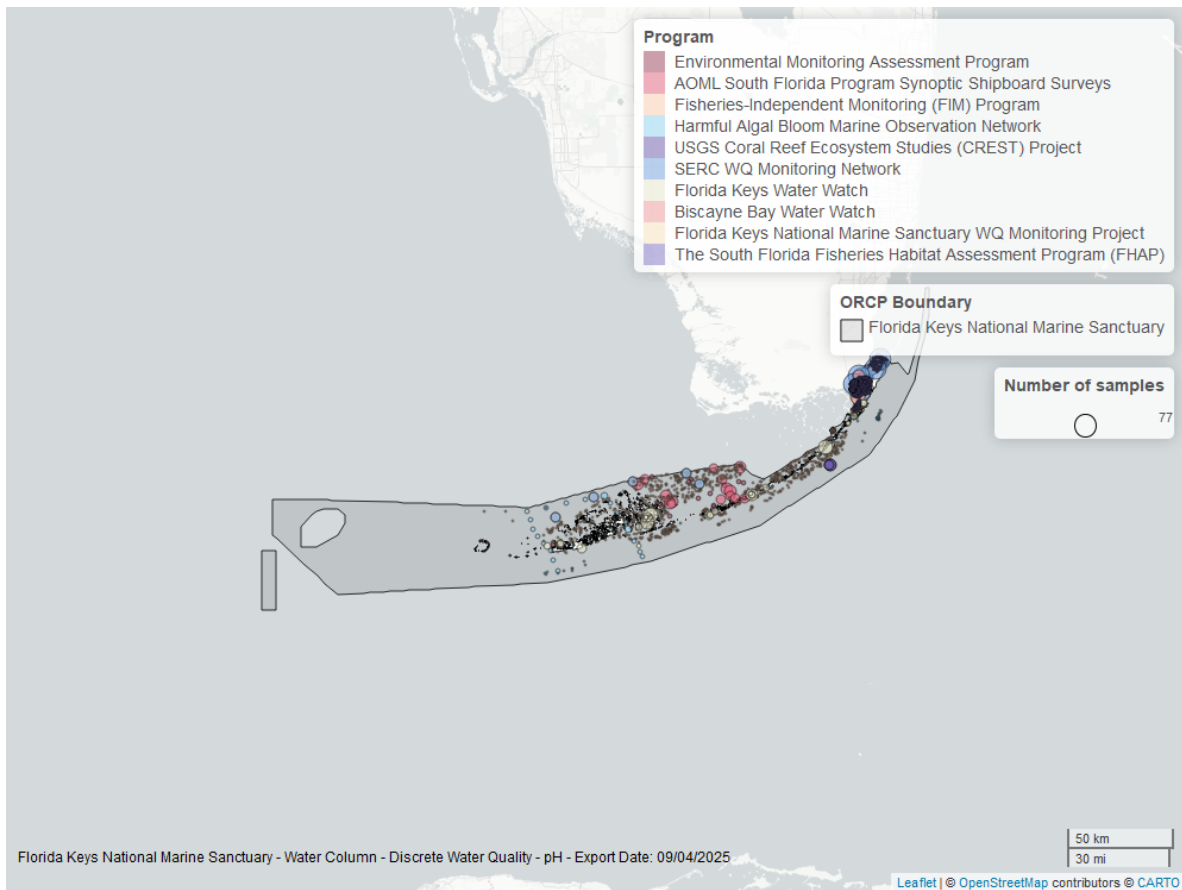 Program
Environmental Monitoring Assessment Program
AOML South Florida Program Synoptic Shipboard Surveys
Fisheries-Independent Monitoring (FIM) Program
Harmful Algal Bloom Marine Observation Network
USGS Coral Reef Ecosystem Studies (CREST) Project
SERC WQ Monitoring Network
Florida Keys Water Watch
Biscayne Bay Water Watch
Florida Keys National Marine Sanctuary WQ Monitoring Project
The South Florida Fisheries Habitat Assessment Program (FHAP)
ORCP Boundary
Florida Keys National Marine Sanctuary
Number of samples
77
50 km
30 mi
Florida Keys National Marine Sanctuary - Water Column - Discrete Water Quality - pH - Export Date: 09/04/2025
Leaflet | © OpenStreetMap contributors © CARTO